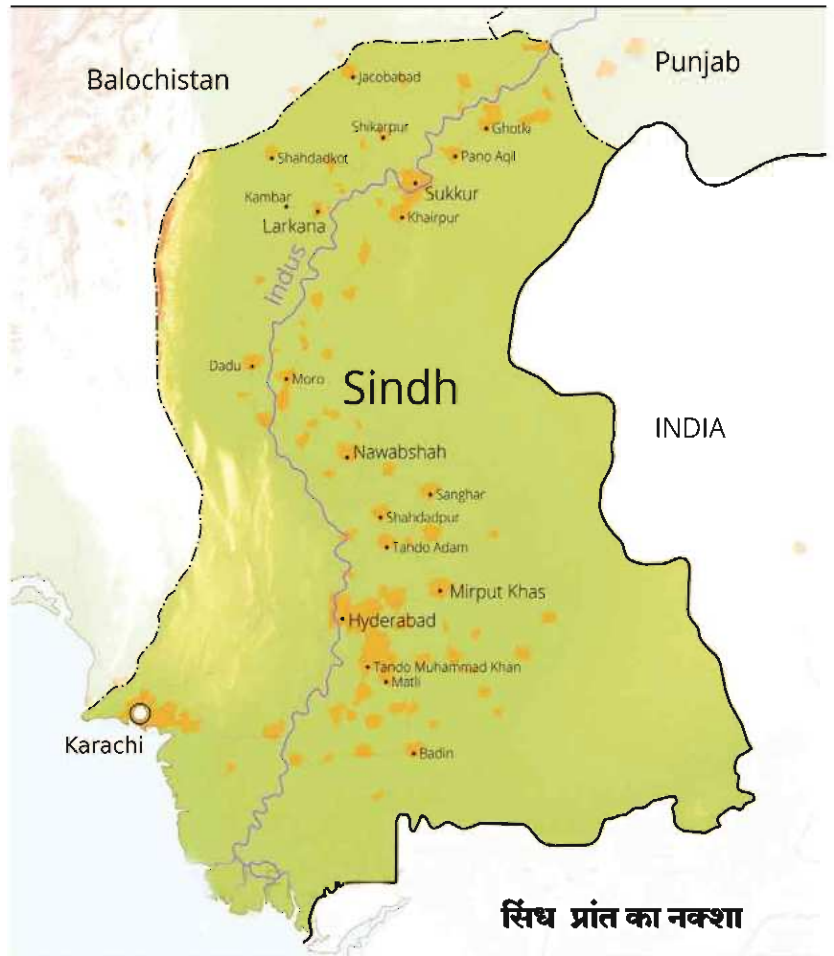 Balochistan
Punjab
Jacobabad
Shikarpur
Ghotki
Shahdadkot
Pano Aqil
Sukkur
Kambar
Larkana
Khairpur
Indus
Dadu
Moro
Sindh
INDIA
Nawabshah
Sanghar
Shahdadpur
Tando Adam
Mirput Khas
Hyderabad
Tando Muhammad Khan
Matli
Karachi
Badin
सिंध प्रांत का नक्शा